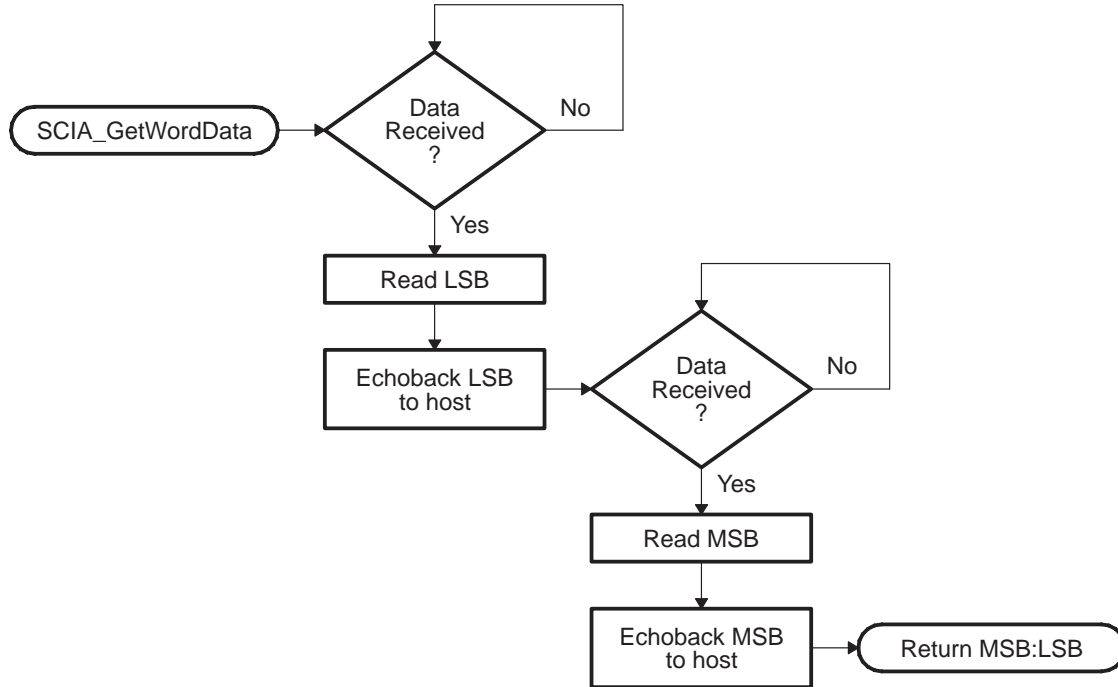 SCIA_GetWordData
Data
Received
?
No
Yes
Read LSB
Echoback LSB
to host
Data
Received
?
No
Yes
Read MSB
Echoback MSB
to host
Return MSB:LSB